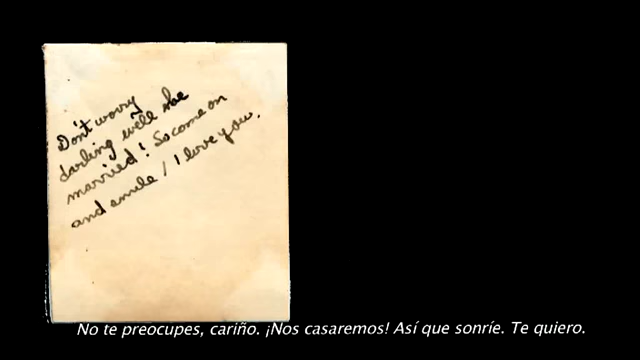 Don't worry
darling we'll be
married! So come on
and smile! I love you.
No te preocupes, cariño. ¡Nos casaremos! Así que sonríe. Te quiero.